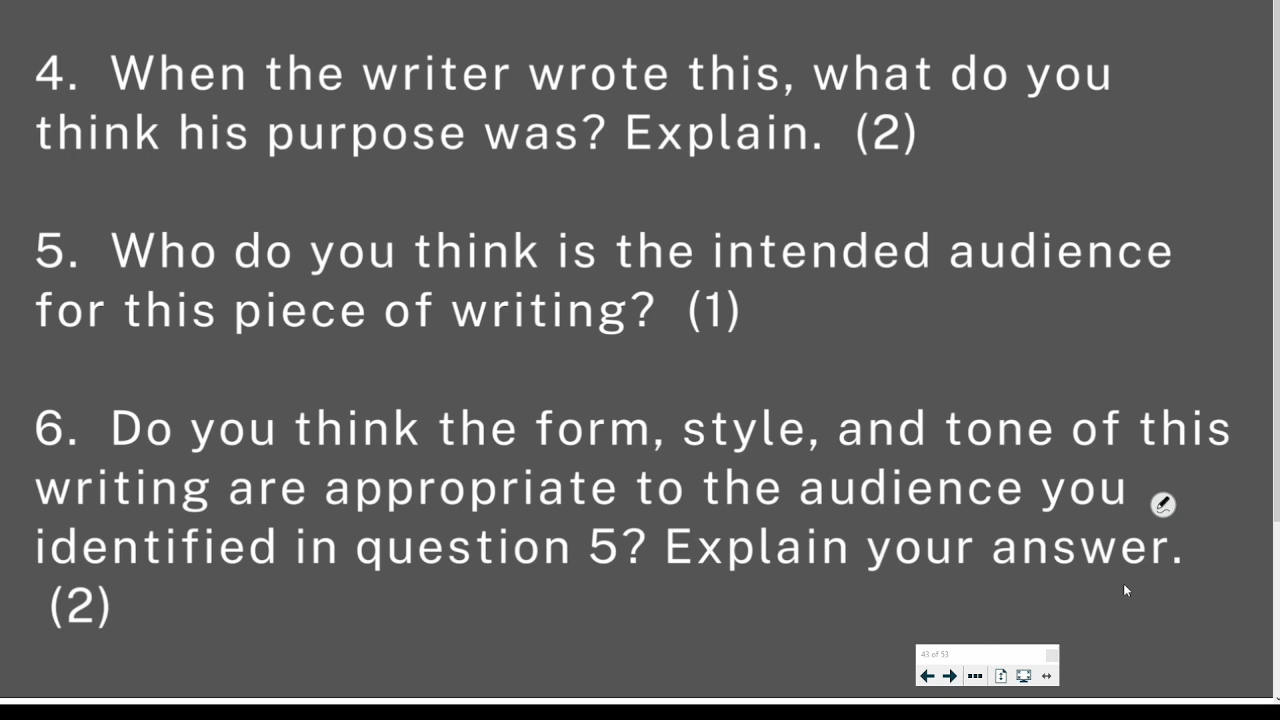 4. When the writer wrote this, what do you
think his purpose was? Explain. (2)
5. Who do you think is the intended audience
for this piece of writing? (1)
6. Do you think the form, style, and tone of this
writing are appropriate to the audience you
identified in question 5? Explain your answer.
(2)
43 of 53